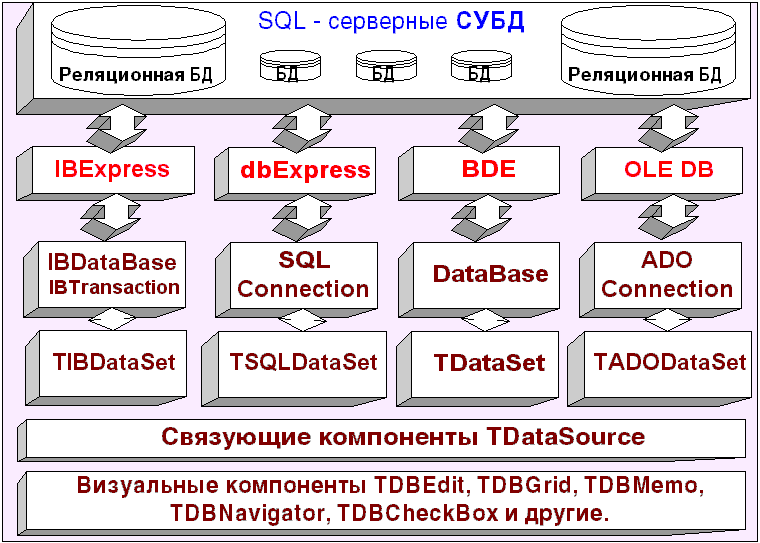 SQL - серверные СУБД
Реляционная БД
БД
БД
БД
Реляционная БД
IBExpress
dbExpress
BDE
OLE DB
IBDataBase
IBTransaction
SQL
Connection
DataBase
ADO
Connection
TIBDataSet
TSQLDataSet
TDataSet
TADODataSet
Связующие компоненты TDataSource
Визуальные компоненты TDBEdit, TDBGrid, TDBMemo,
TDBNavigator, TDBCheckBox и другие.